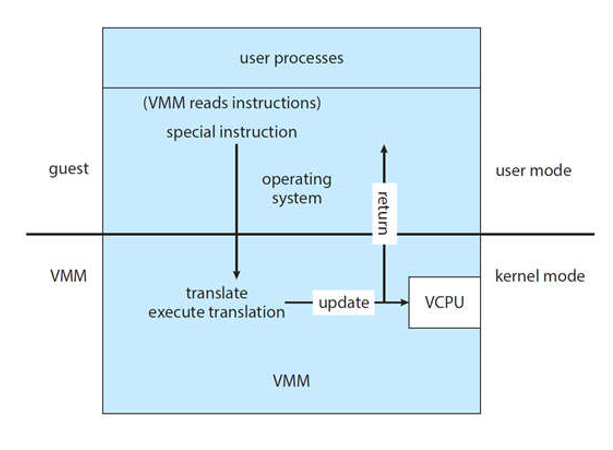 user processes
(VMM reads instructions)
special instruction
guest
operating
system
user mode
return
VMM
kernel mode
translate
execute translation
update
VCPU
VMM